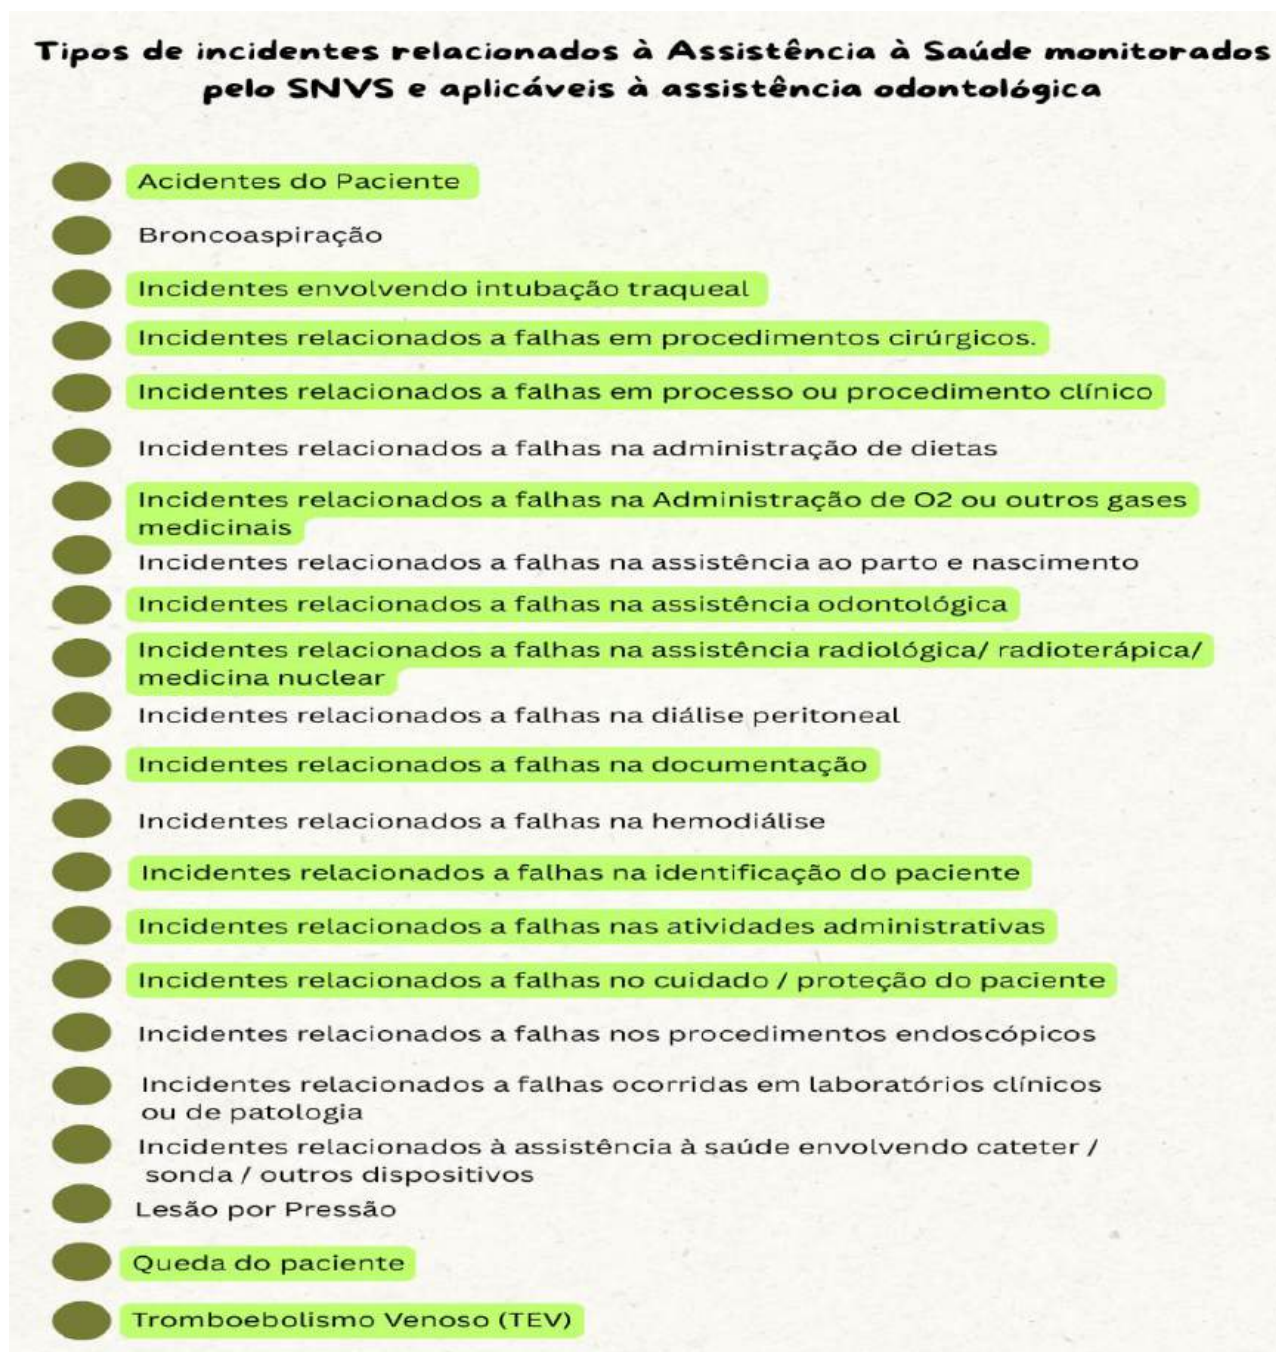 Tipos de incidentes relacionados à Assistência à Saúde monitorados
pelo SNVS e aplicáveis à assistência odontológica
Acidentes do Paciente
Broncoaspiração
Incidentes envolvendo intubação traqueal
Incidentes relacionados a falhas em procedimentos cirúrgicos.
Incidentes relacionados a falhas em processo ou procedimento clínico
Incidentes relacionados a falhas na administração de dietas
Incidentes relacionados a falhas na Administração de O2 ou outros gases
medicinais
Incidentes relacionados a falhas na assistência ao parto e nascimento
Incidentes relacionados a falhas na assistência odontológica
Incidentes relacionados a falhas na assistência radiológica/ radioterápica/
medicina nuclear
Incidentes relacionados a falhas na diálise peritoneal
Incidentes relacionados a falhas na documentação
Incidentes relacionados a falhas na hemodiálise
Incidentes relacionados a falhas na identificação do paciente
Incidentes relacionados a falhas nas atividades administrativas
Incidentes relacionados a falhas no cuidado / proteção do paciente
Incidentes relacionados a falhas nos procedimentos endoscópicos
Incidentes relacionados a falhas ocorridas em laboratórios clínicos
ou de patologia
Incidentes relacionados à assistência à saúde envolvendo cateter /
sonda / outros dispositivos
Lesão por Pressão
Queda do paciente
Tromboebolismo Venoso (TEV)